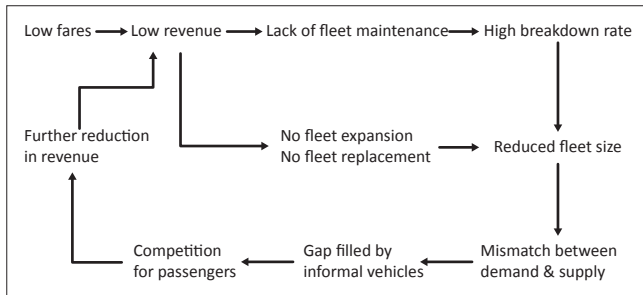 Low fares
Low revenue
Lack of fleet maintenance
High breakdown rate
Further reduction
in revenue
No fleet expansion
No fleet replacement
Reduced fleet size
Competition
for passengers
Gap filled by
informal vehicles
Mismatch between
demand & supply